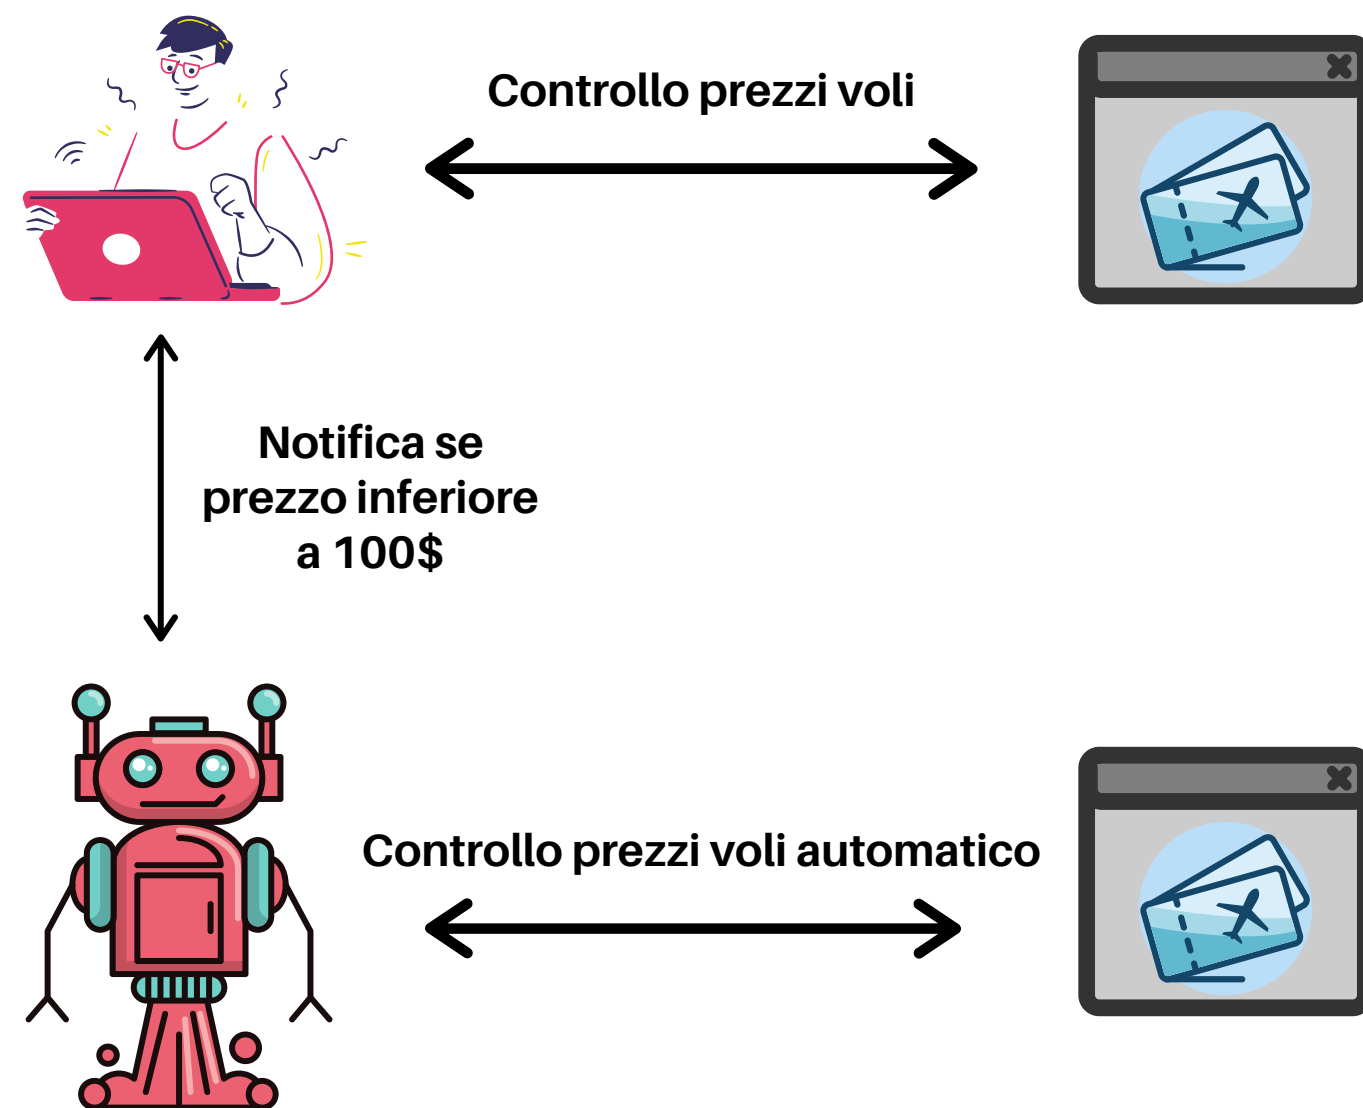 Controllo prezzi voli
Notifica se
prezzo inferiore
a 100$
Controllo prezzi voli automatico